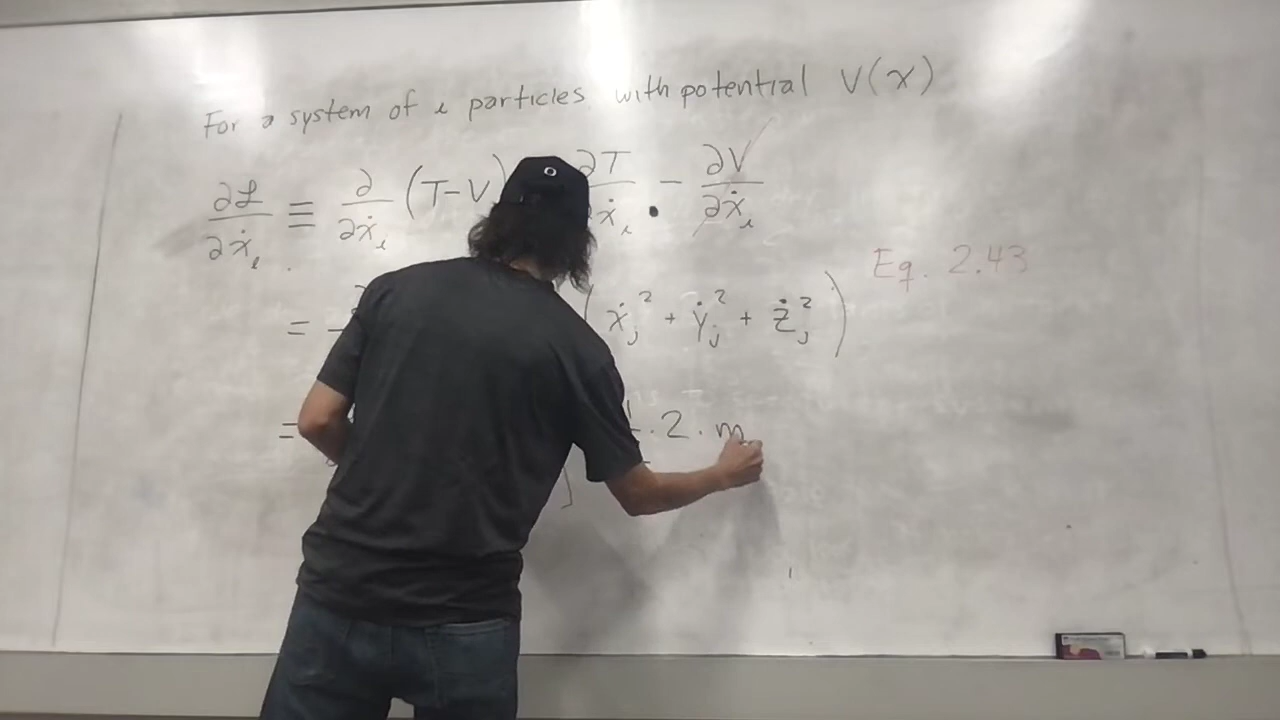 For a system of i particles with potential V(x)
∂ℒ/∂ẋᵢ ≡ ∂/∂ẋᵢ (T-V) ∂T/∂ẋᵢ - ∂V/∂ẋᵢ
Eq. 2.43
= (ẋⱼ² + ẏⱼ² + żⱼ²)
= · 2 · m